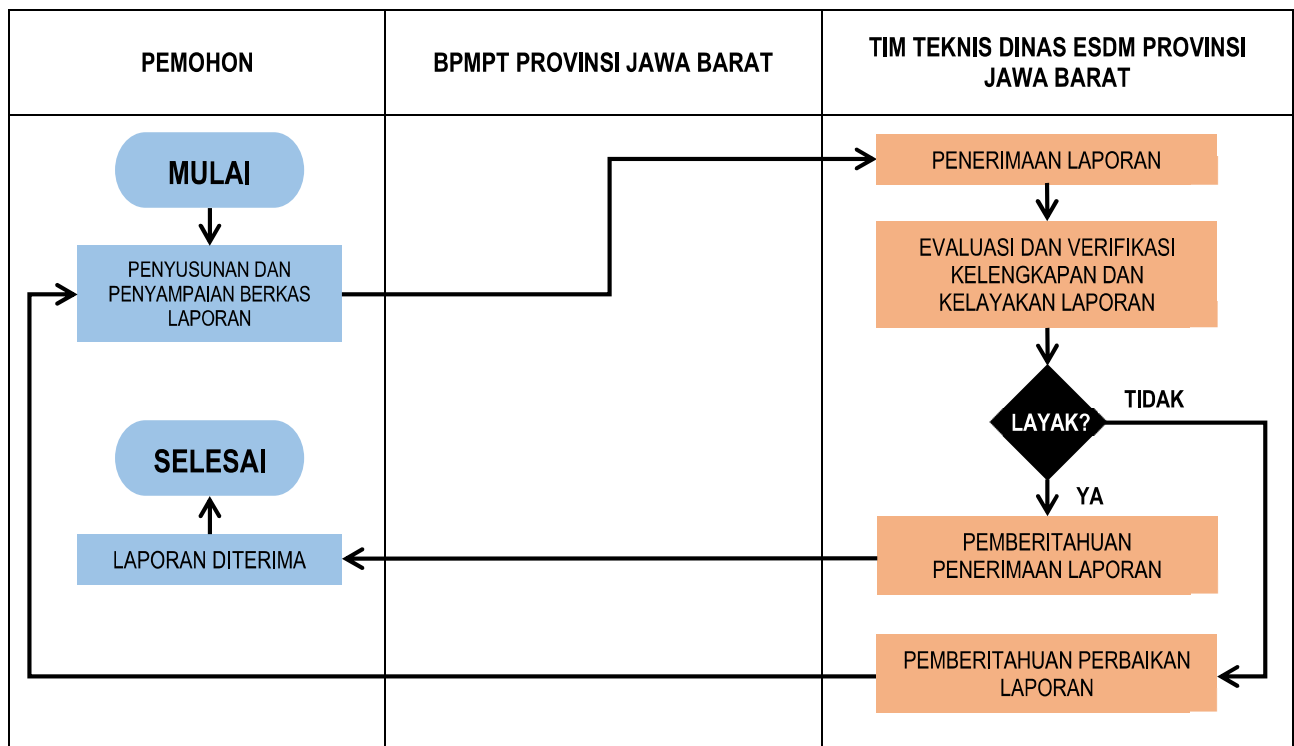 PEMOHON
BPMPT PROVINSI JAWA BARAT
TIM TEKNIS DINAS ESDM PROVINSI
JAWA BARAT
MULAI
PENYUSUNAN DAN
PENYAMPAIAN BERKAS
LAPORAN
PENERIMAAN LAPORAN
EVALUASI DAN VERIFIKASI
KELENGKAPAN DAN
KELAYAKAN LAPORAN
LAYAK?
TIDAK
YA
SELESAI
LAPORAN DITERIMA
PEMBERITAHUAN
PENERIMAAN LAPORAN
PEMBERITAHUAN PERBAIKAN
LAPORAN